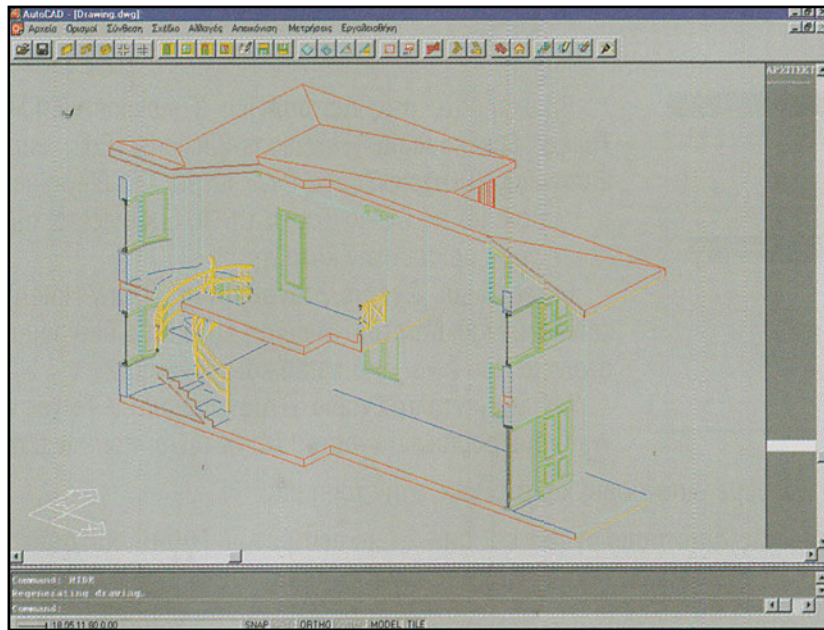 AutoCAD - [Drawing.dwg]
Αρχεία Ορισμοί Σύνθεση Σχέδιο Αλλαγές Απεικόνιση Μετρήσεις Εργαλειοθήκη
Command: HIDE
Regenerating drawing.
Command:
SNAP ORTHO MODEL TILE